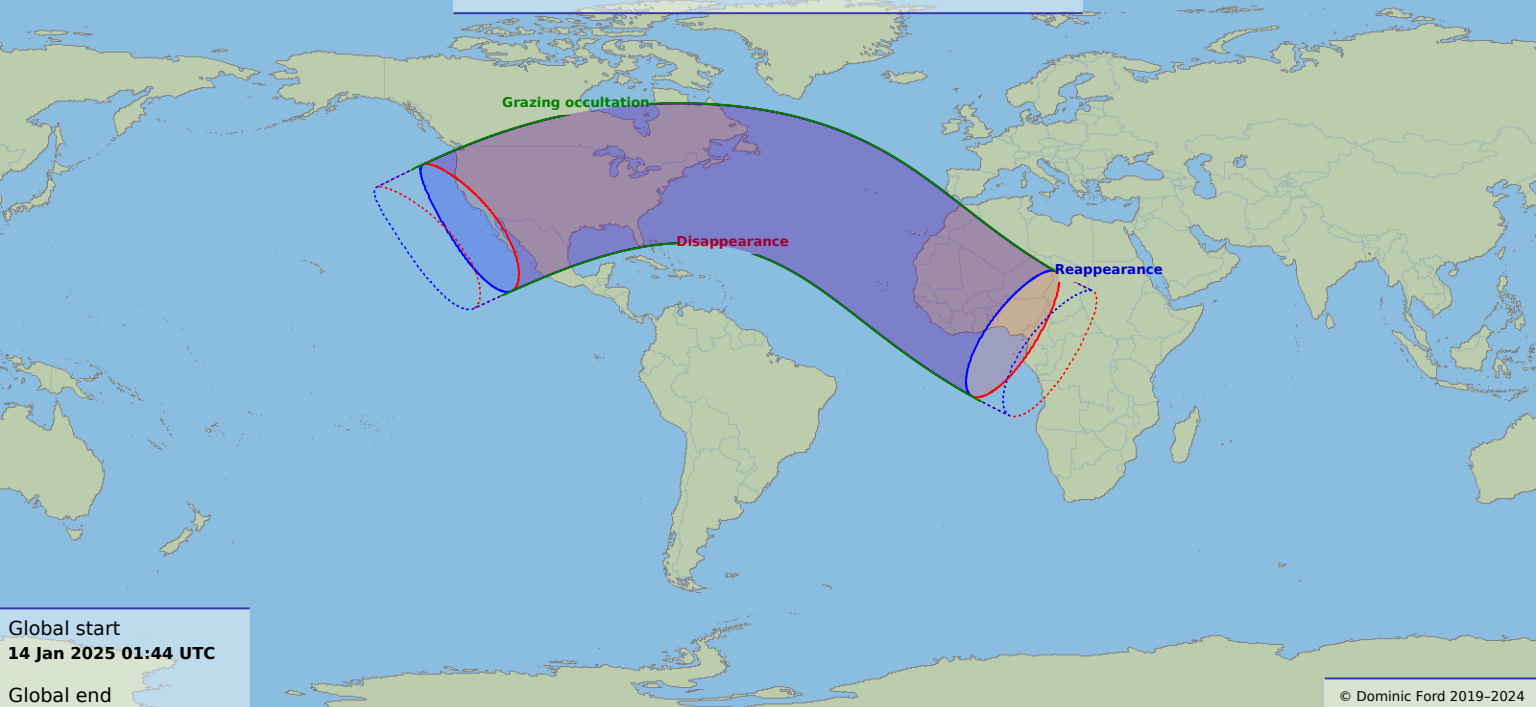 Grazing occultation
Disappearance
Reappearance
Global start
14 Jan 2025 01:44 UTC
Global end
© Dominic Ford 2019–2024